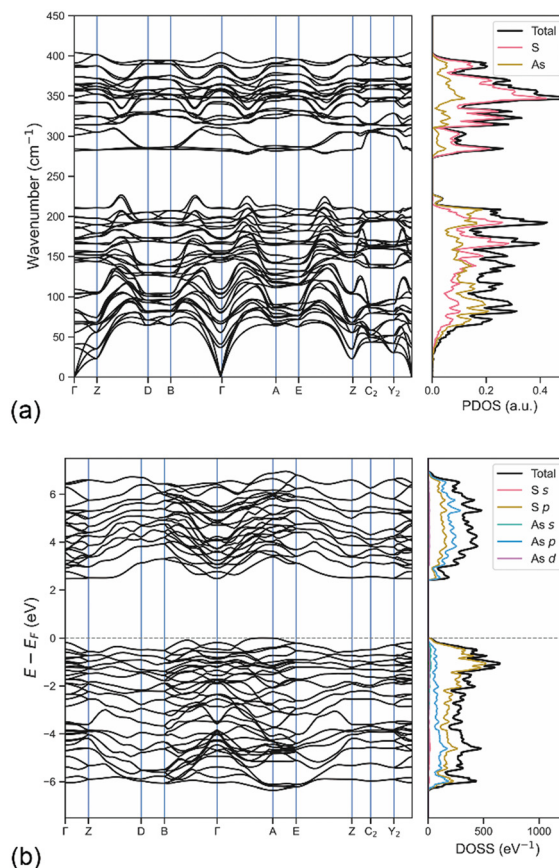 450
400
350
300
250
200
150
100
50
0
Wavenumber (cm⁻¹)
Γ Z D B Γ A E Z C₂ Y₂
Total
S
As
0.0 0.2 0.4
PDOS (a.u.)
(a)
6
4
2
0
−2
−4
−6
E − E_F (eV)
Γ Z D B Γ A E Z C₂ Y₂
Total
S s
S p
As s
As p
As d
0 500 1000
DOSS (eV⁻¹)
(b)